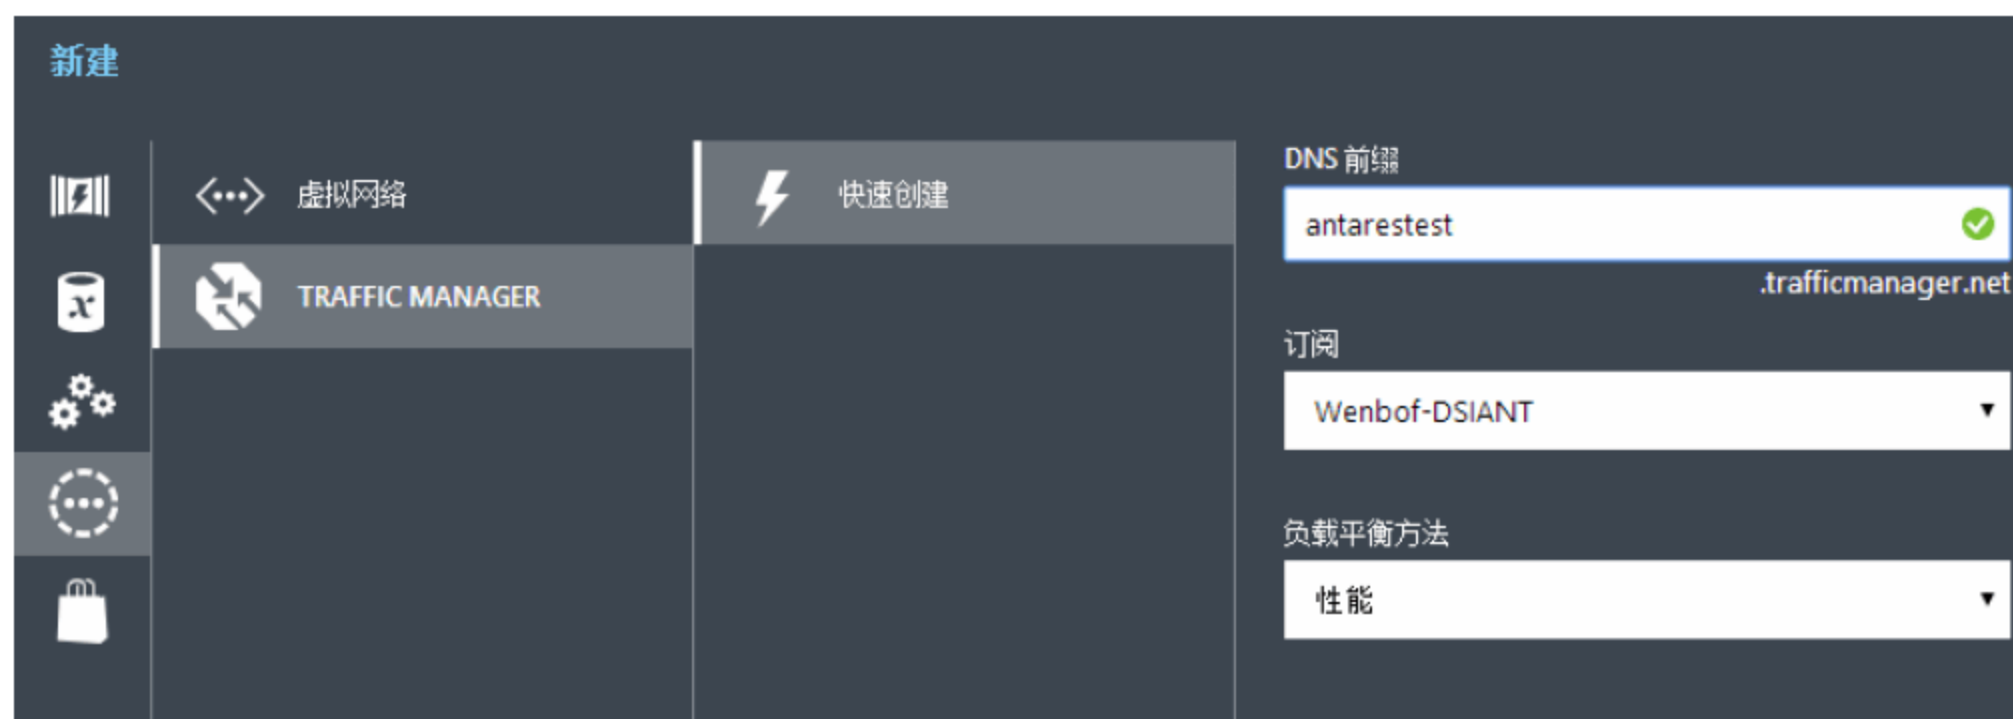 新建
虚拟网络
TRAFFIC MANAGER
快速创建
DNS 前缀
antarestest
.trafficmanager.net
订阅
Wenbof-DSIANT
负载平衡方法
性能